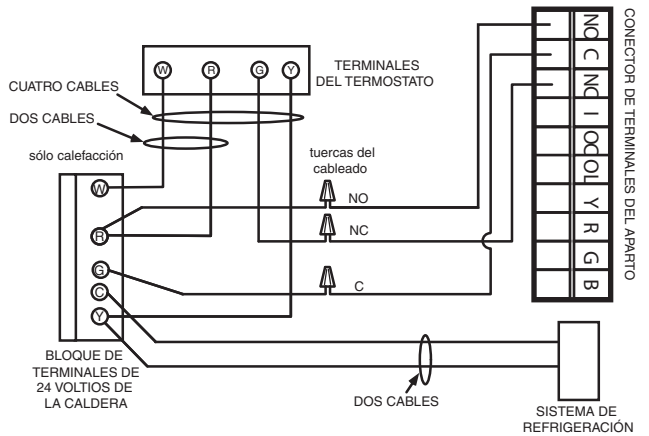 TERMINALES
DEL TERMOSTATO
W
R
G
Y
CUATRO CABLES
DOS CABLES
sólo calefacción
tuercas del
cableado
NO
NC
C
W
R
G
C
Y
BLOQUE DE
TERMINALES DE
24 VOLTIOS DE
LA CALDERA
DOS CABLES
SISTEMA DE
REFRIGERACIÓN
CONECTOR DE TERMINALES DEL APARTO
NO
C
NC
I
OC
OL
Y
R
G
B